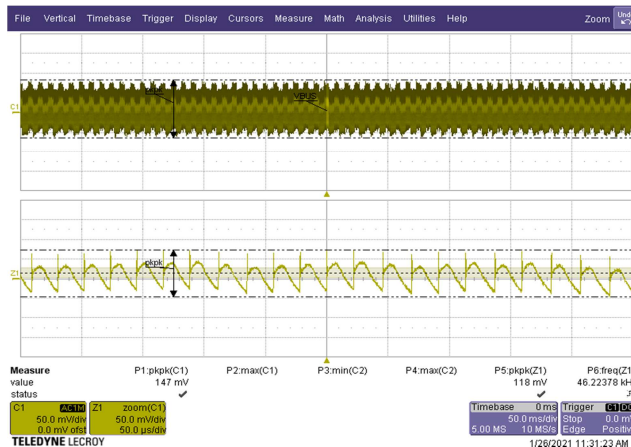 File Vertical Timebase Trigger Display Cursors Measure Math Analysis Utilities Help Zoom Undo
C1 pkpk VBUS
Z1 pkpk
Measure P1:pkpk(C1) P2:max(C1) P3:min(C2) P4:max(C2) P5:pkpk(Z1) P6:freq(Z1
value 147 mV 118 mV 46.22378 kH
status
C1 AC1M Z1 zoom(C1) Timebase 0 ms Trigger C1 DC
50.0 mV/div 50.0 mV/div 50.0 ms/div Stop 0.0 m
0.0 mV ofst 50.0 µs/div 5.00 MS 10 MS/s Edge Positiv
TELEDYNE LECROY 1/26/2021 11:31:23 AM